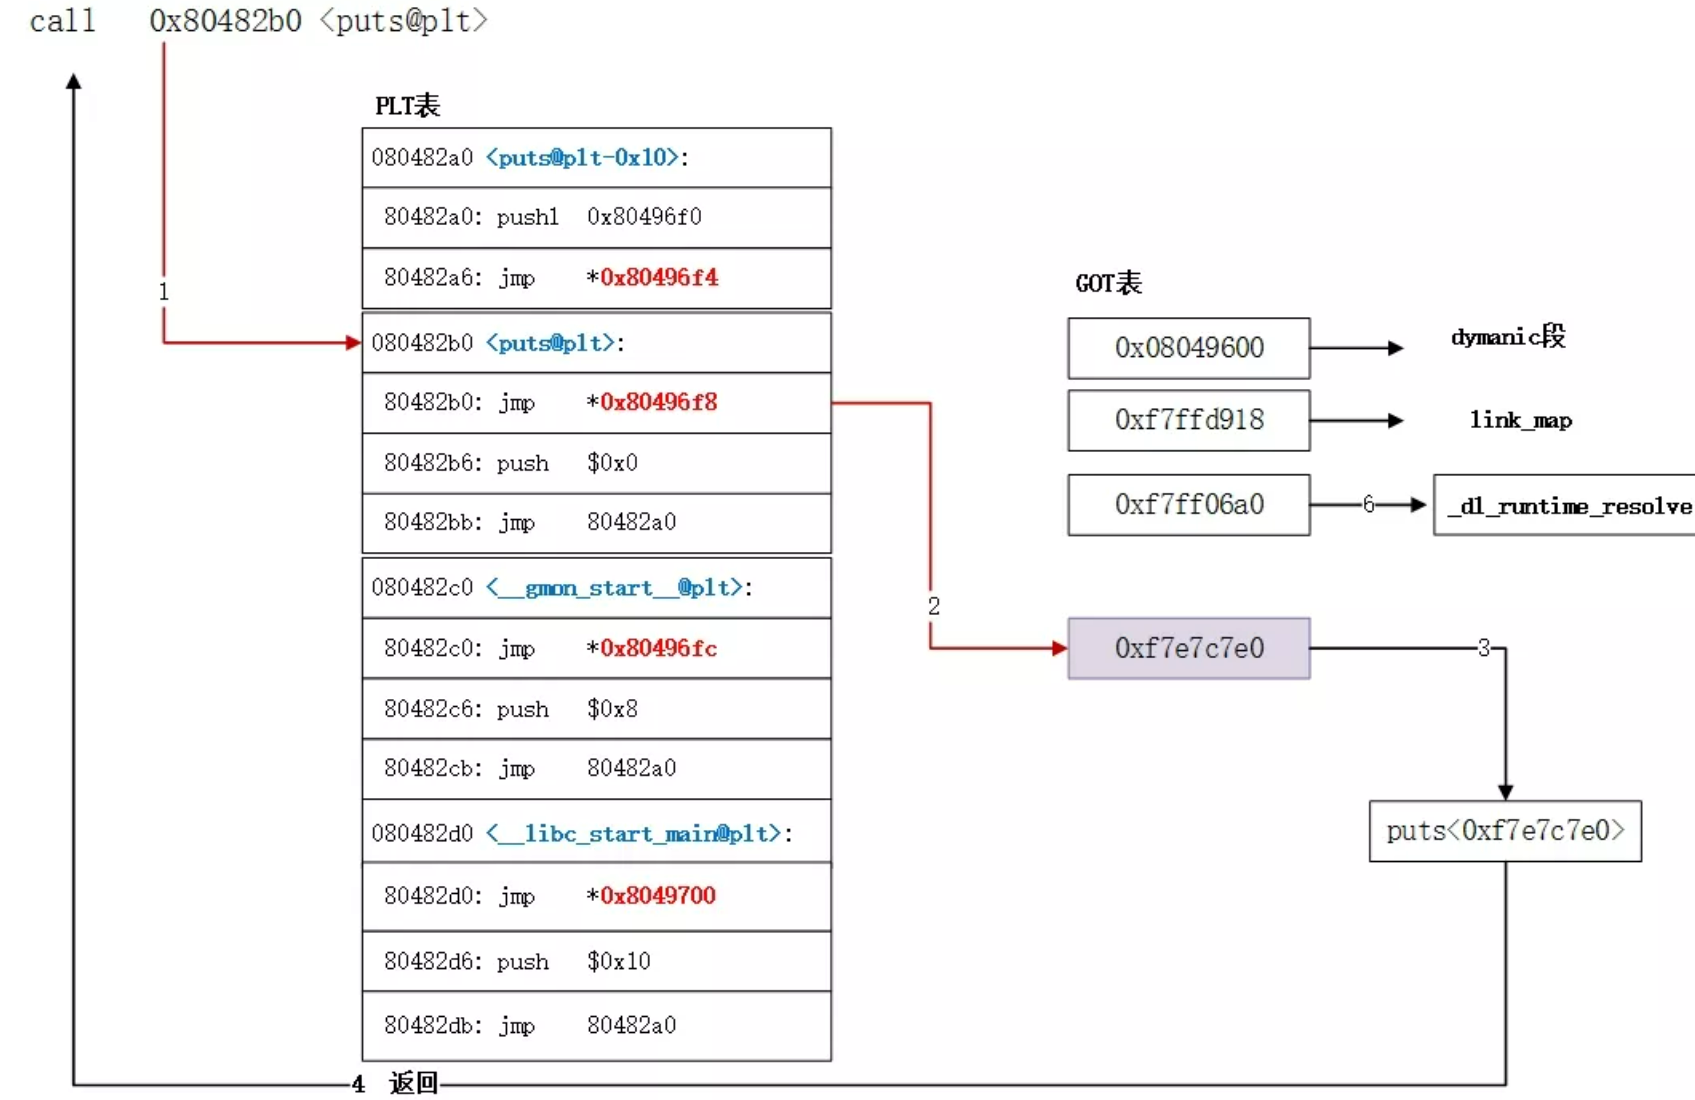 call 0x80482b0 <puts@plt>
PLT表
080482a0 <puts@plt-0x10>:
80482a0: pushl 0x80496f0
80482a6: jmp *0x80496f4
1
080482b0 <puts@plt>:
80482b0: jmp *0x80496f8
80482b6: push $0x0
80482bb: jmp 80482a0
080482c0 <__gmon_start__@plt>:
80482c0: jmp *0x80496fc
80482c6: push $0x8
80482cb: jmp 80482a0
080482d0 <__libc_start_main@plt>:
80482d0: jmp *0x8049700
80482d6: push $0x10
80482db: jmp 80482a0
GOT表
0x08049600
dymanic段
0xf7ffd918
link_map
0xf7ff06a0
6
_dl_runtime_resolve
2
0xf7e7c7e0
3
puts<0xf7e7c7e0>
4 返回